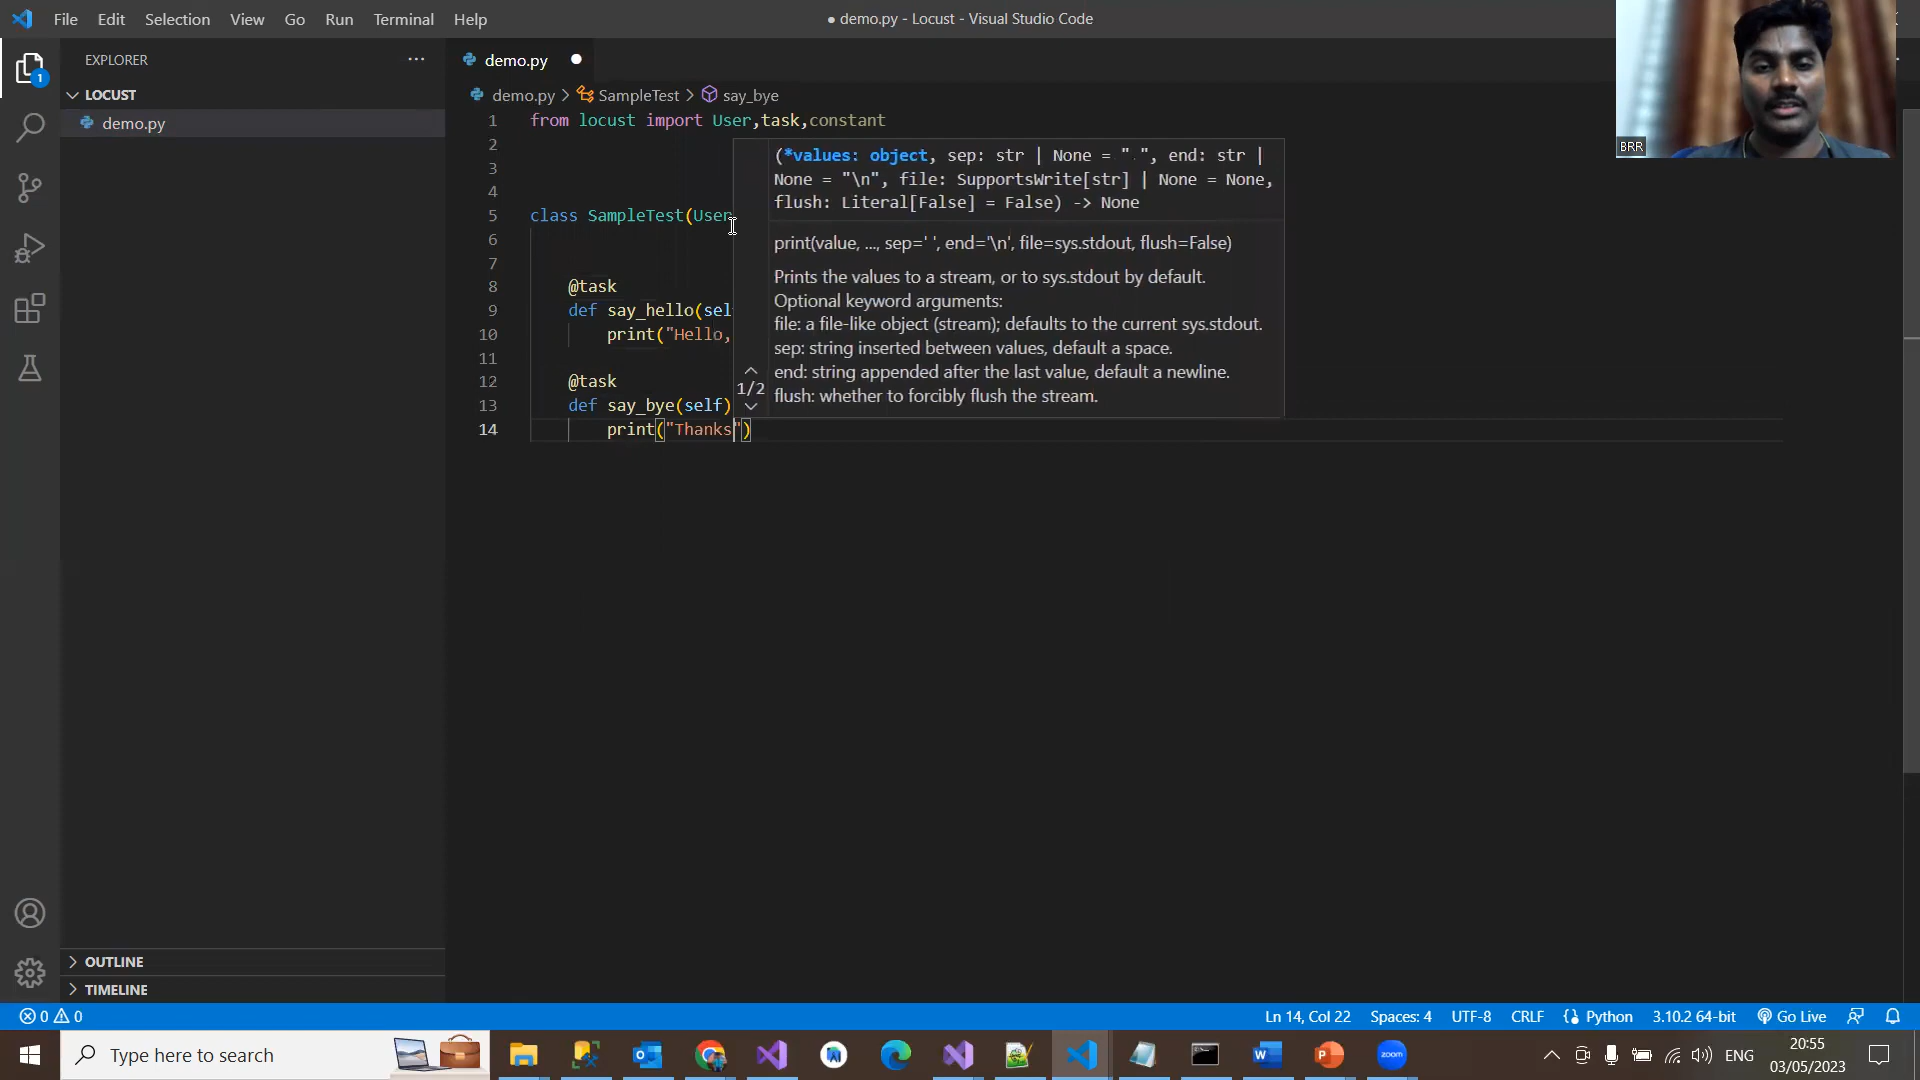 File Edit Selection View Go Run Terminal Help
● demo.py - Locust - Visual Studio Code
EXPLORER ···
1
demo.py ●
LOCUST
demo.py > SampleTest > say_bye
demo.py
1 from locust import User,task,constant
2
3
4
5 class SampleTest(User
6
7
8 @task
9 def say_hello(sel
10 print("Hello,
11
12 @task
13 def say_bye(self)
14 print("Thanks")
(*values: object, sep: str | None = " ", end: str |
None = "\n", file: SupportsWrite[str] | None = None,
flush: Literal[False] = False) -> None
print(value, ..., sep=' ', end='\n', file=sys.stdout, flush=False)
Prints the values to a stream, or to sys.stdout by default.
Optional keyword arguments:
file: a file-like object (stream); defaults to the current sys.stdout.
sep: string inserted between values, default a space.
end: string appended after the last value, default a newline.
flush: whether to forcibly flush the stream.
1/2
BRR
OUTLINE
TIMELINE
0 0
Ln 14, Col 22 Spaces: 4 UTF-8 CRLF Python 3.10.2 64-bit Go Live
Type here to search
zoom
ENG
20:55
03/05/2023